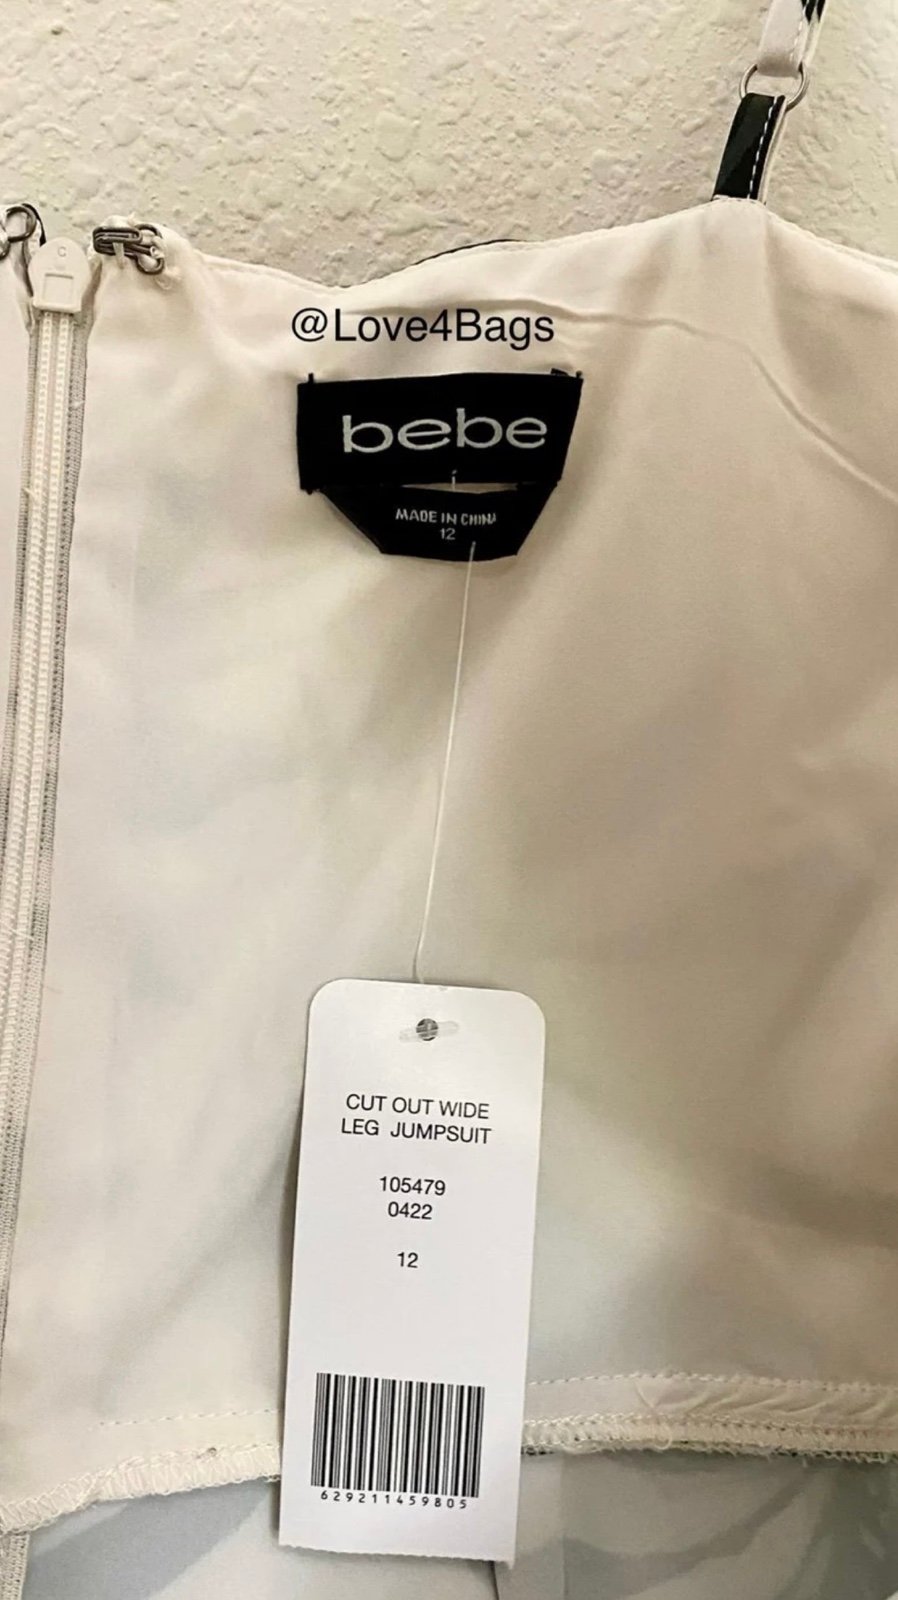 @Love4Bags
bebe
MADE IN CHINA
12
CUT OUT WIDE
LEG JUMPSUIT
105479
0422
12
629211459805